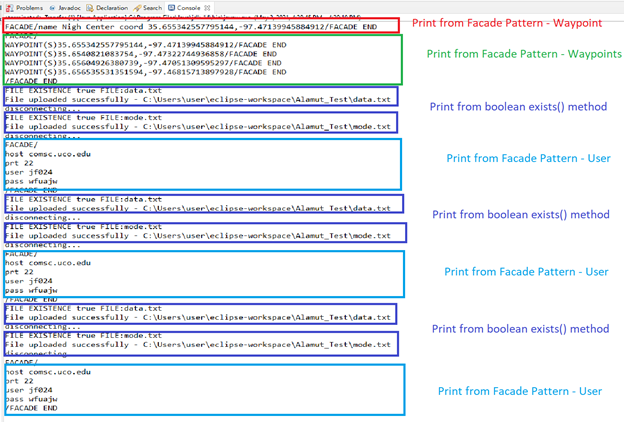 Problems Javadoc Declaration Search Console
FACADE/name Nigh Center coord 35.655342557795144,-97.47139945884912/FACADE END
Print from Facade Pattern - Waypoint
FACADE/
WAYPOINT(S)35.655342557795144,-97.47139945884912/FACADE END
WAYPOINT(S)35.6540821083754,-97.47322744936858/FACADE END
WAYPOINT(S)35.65604926380739,-97.47051309595297/FACADE END
WAYPOINT(S)35.656535531351594,-97.46815713897928/FACADE END
/FACADE END
Print from Facade Pattern - Waypoints
FILE EXISTENCE true FILE:data.txt
File uploaded successfully - C:\Users\user\eclipse-workspace\Alamut_Test\data.txt
disconnecting...
FILE EXISTENCE true FILE:mode.txt
File uploaded successfully - C:\Users\user\eclipse-workspace\Alamut_Test\mode.txt
disconnecting...
Print from boolean exists() method
FACADE/
host comsc.uco.edu
prt 22
user jf024
pass wfuajw
/FACADE END
Print from Facade Pattern - User
FILE EXISTENCE true FILE:data.txt
File uploaded successfully - C:\Users\user\eclipse-workspace\Alamut_Test\data.txt
disconnecting...
FILE EXISTENCE true FILE:mode.txt
File uploaded successfully - C:\Users\user\eclipse-workspace\Alamut_Test\mode.txt
disconnecting...
Print from boolean exists() method
FACADE/
host comsc.uco.edu
prt 22
user jf024
pass wfuajw
/FACADE END
Print from Facade Pattern - User
FILE EXISTENCE true FILE:data.txt
File uploaded successfully - C:\Users\user\eclipse-workspace\Alamut_Test\data.txt
disconnecting...
FILE EXISTENCE true FILE:mode.txt
File uploaded successfully - C:\Users\user\eclipse-workspace\Alamut_Test\mode.txt
disconnecting
Print from boolean exists() method
FACADE/
host comsc.uco.edu
prt 22
user jf024
pass wfuajw
/FACADE END
Print from Facade Pattern - User